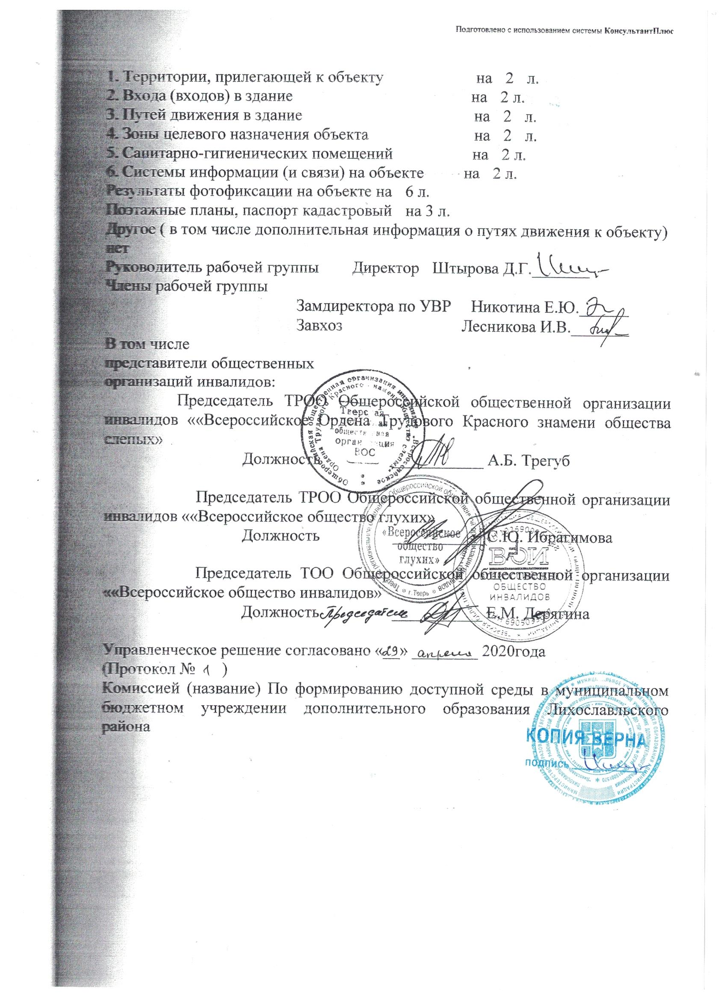 Подготовлено с использованием системы КонсультантПлюс
1. Территории, прилегающей к объекту на 2 л.
2. Входа (входов) в здание на 2 л.
3. Путей движения в здание на 2 л.
4. Зоны целевого назначения объекта на 2 л.
5. Санитарно-гигиенических помещений на 2 л.
6. Системы информации (и связи) на объекте на 2 л.
Результаты фотофиксации на объекте на 6 л.
Поэтажные планы, паспорт кадастровый на 3 л.
Другое ( в том числе дополнительная информация о путях движения к объекту)
нет
Руководитель рабочей группы Директор Штырова Д.Г.
Члены рабочей группы
Замдиректора по УВР Никотина Е.Ю.
Завхоз Лесникова И.В.
В том числе
представители общественных
организаций инвалидов:
Председатель ТРОО Общероссийской общественной организации
инвалидов ««Всероссийское Ордена Трудового Красного знамени общества
слепых»
Должность А.Б. Трегуб
Председатель ТРОО Общероссийской общественной организации
инвалидов ««Всероссийское общество глухих»
Должность С.Ю. Ибрагимова
«Всероссийское
общество
глухих»
Председатель ТОО Общероссийской общественной организации
««Всероссийское общество инвалидов»
ВОИ
ОБЩЕСТВО
ИНВАЛИДОВ
Должность Председатель Е.М. Дерягина
Управленческое решение согласовано «29» апреля 2020года
(Протокол № 1 )
Комиссией (название) По формированию доступной среды в муниципальном
бюджетном учреждении дополнительного образования Лихославльского
района
КОПИЯ ВЕРНА
подпись